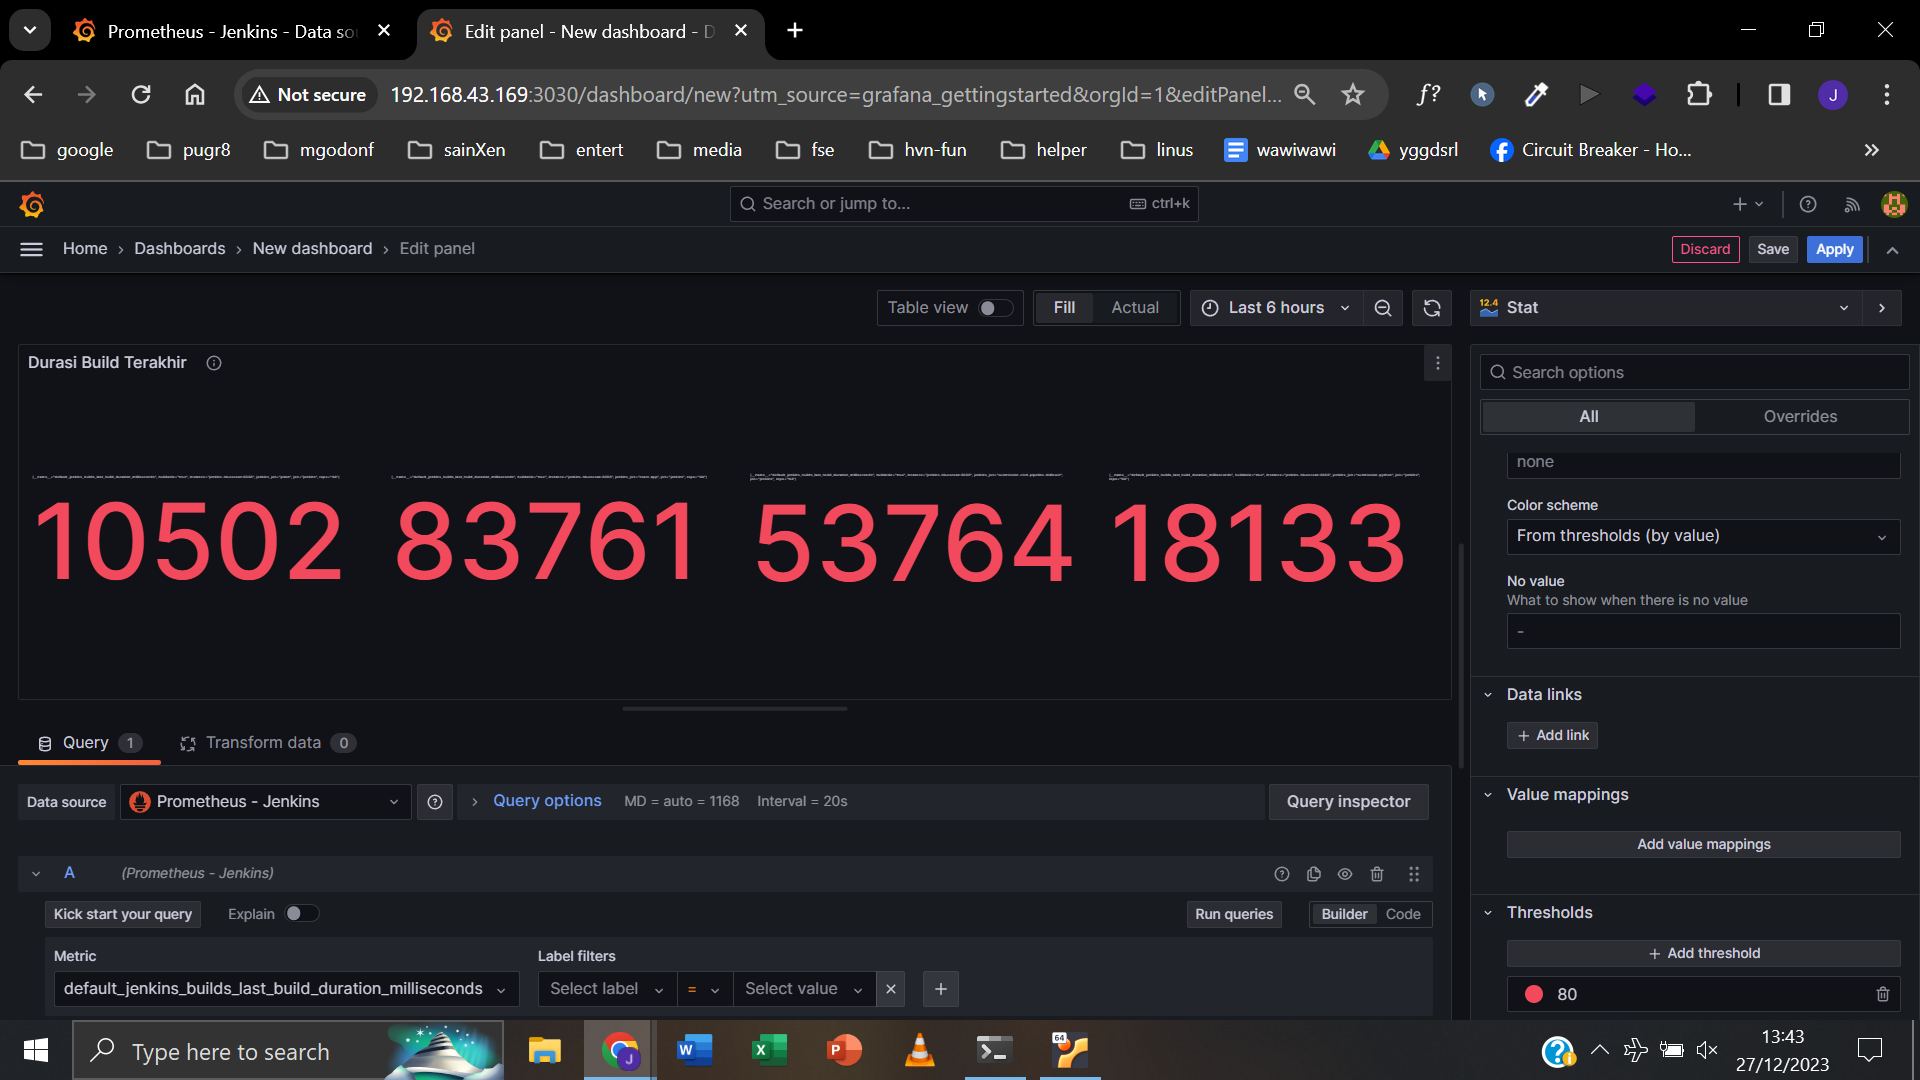 Prometheus - Jenkins - Data so
Edit panel - New dashboard - D
Not secure
192.168.43.169:3030/dashboard/new?utm_source=grafana_gettingstarted&orgId=1&editPanel...
f?
J
google
pugr8
mgodonf
sainXen
entert
media
fse
hvn-fun
helper
linus
wawiwawi
yggdsrl
Circuit Breaker - Ho...
»
Search or jump to...
ctrl+k
Home › Dashboards › New dashboard › Edit panel
Discard
Save
Apply
Table view
Fill
Actual
Last 6 hours
12.4
Stat
Durasi Build Terakhir
10502
83761
53764
18133
Search options
All
Overrides
none
Color scheme
From thresholds (by value)
No value
What to show when there is no value
-
Data links
+ Add link
Value mappings
Add value mappings
Thresholds
+ Add threshold
80
Query 1
Transform data 0
Data source
Prometheus - Jenkins
Query options
MD = auto = 1168
Interval = 20s
Query inspector
A
(Prometheus - Jenkins)
Kick start your query
Explain
Run queries
Builder
Code
Metric
Label filters
default_jenkins_builds_last_build_duration_milliseconds
Select label
=
Select value
Type here to search
64
13:43
27/12/2023